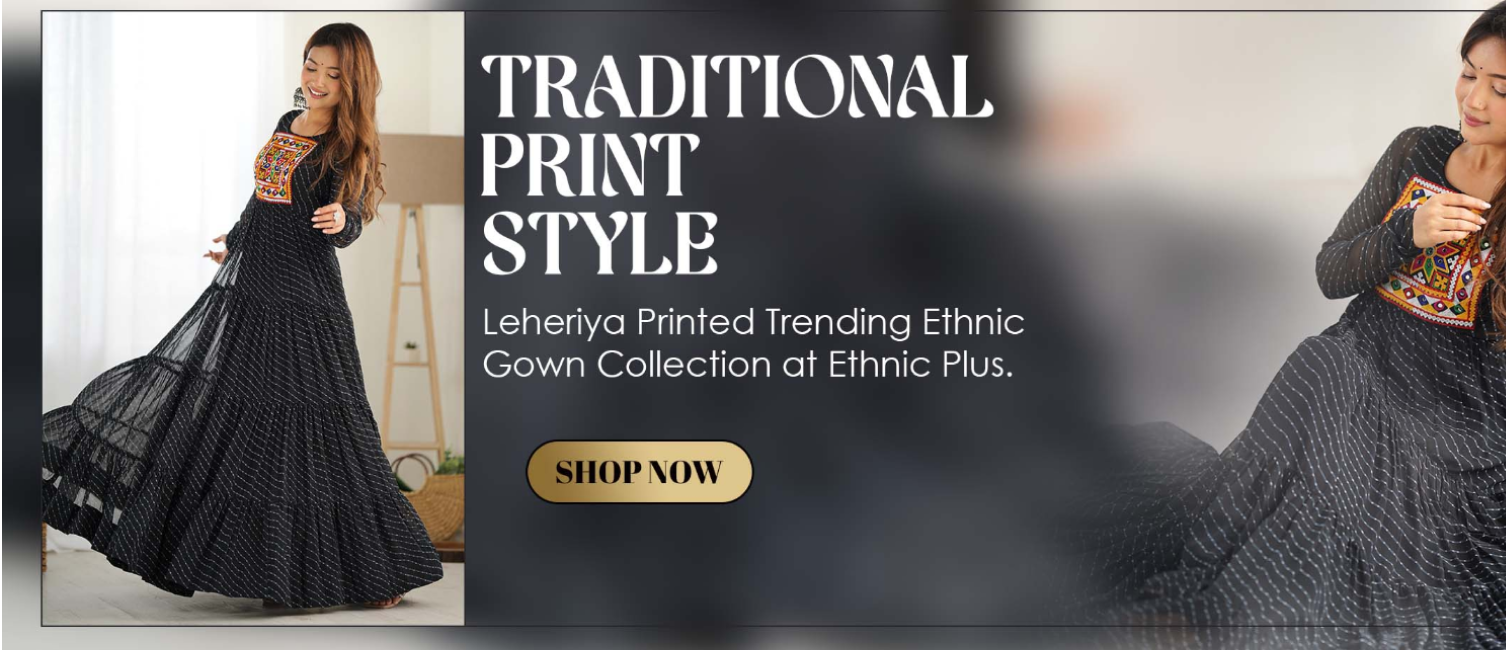 TRADITIONAL
PRINT
STYLE
Leheriya Printed Trending Ethnic
Gown Collection at Ethnic Plus.
SHOP NOW